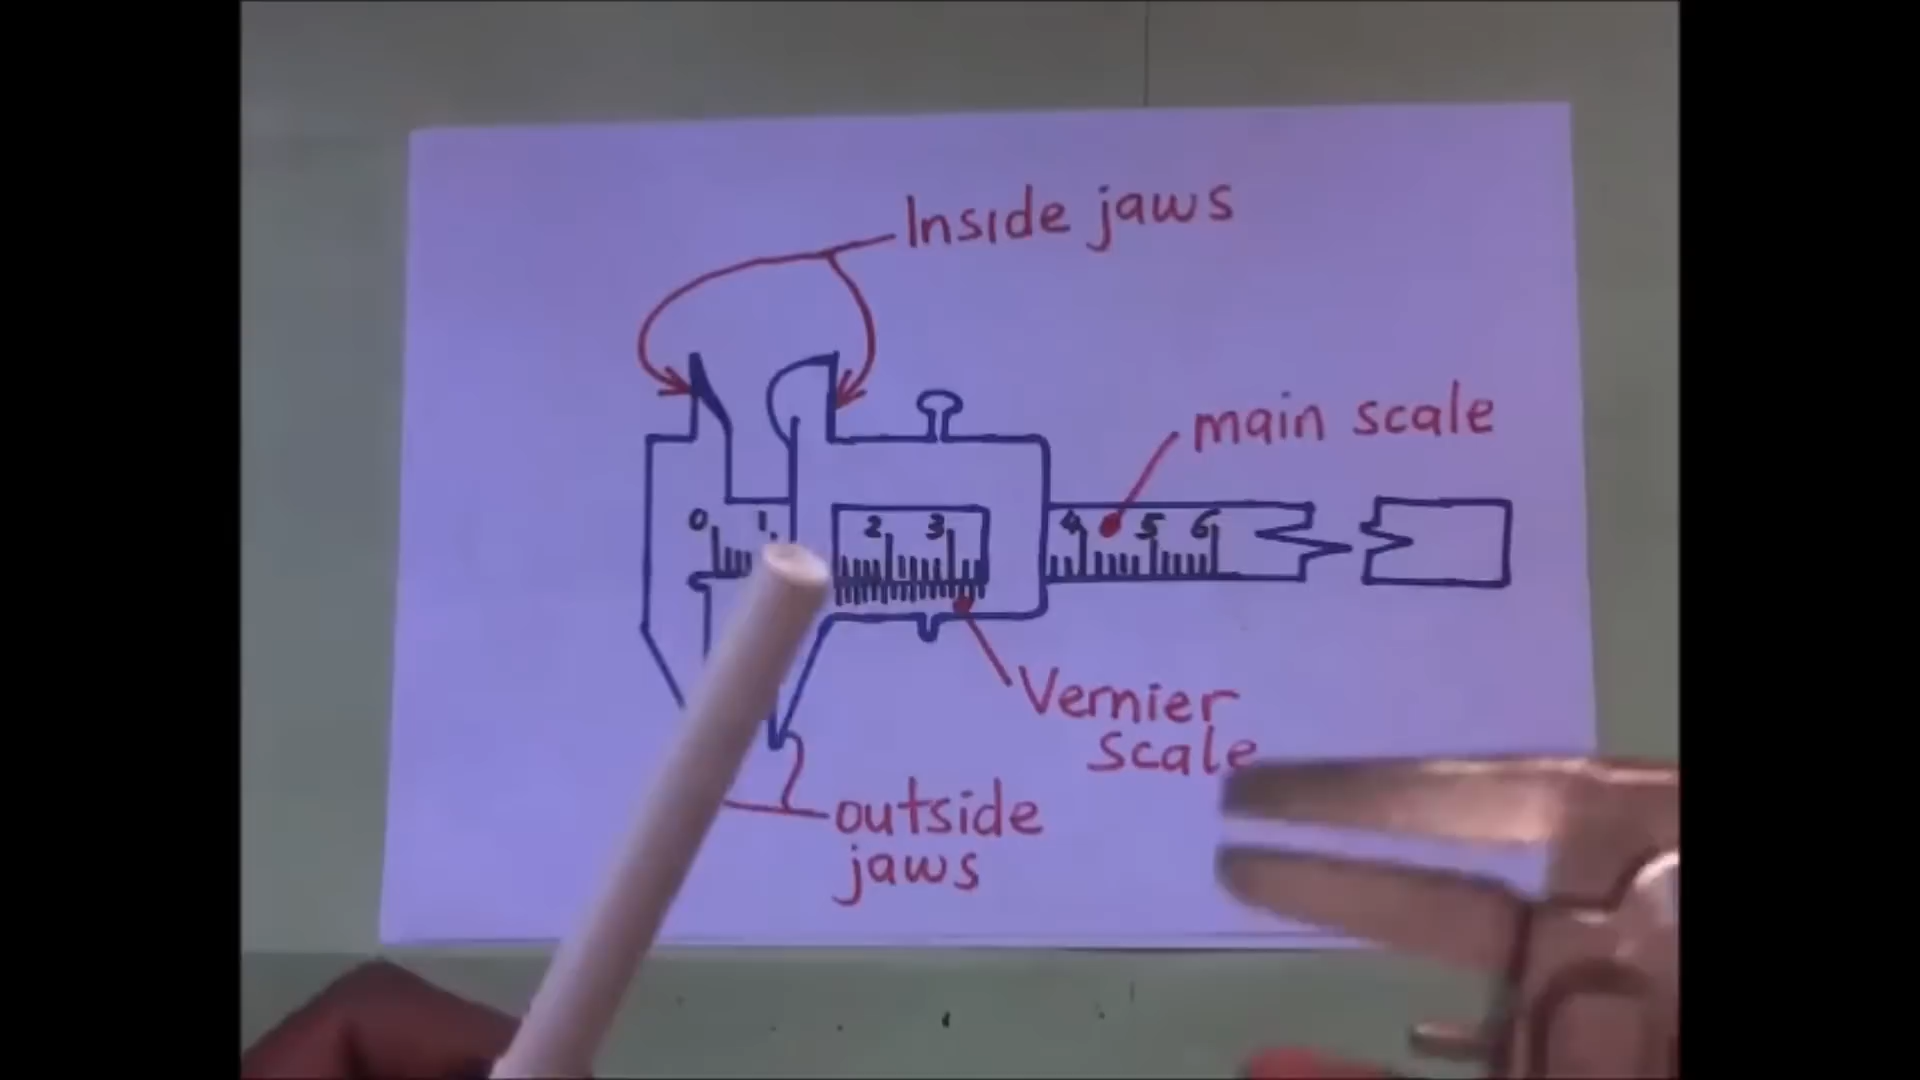 Inside jaws
main scale
0 1 2 3 4 5 6
Vernier
scale
outside
jaws